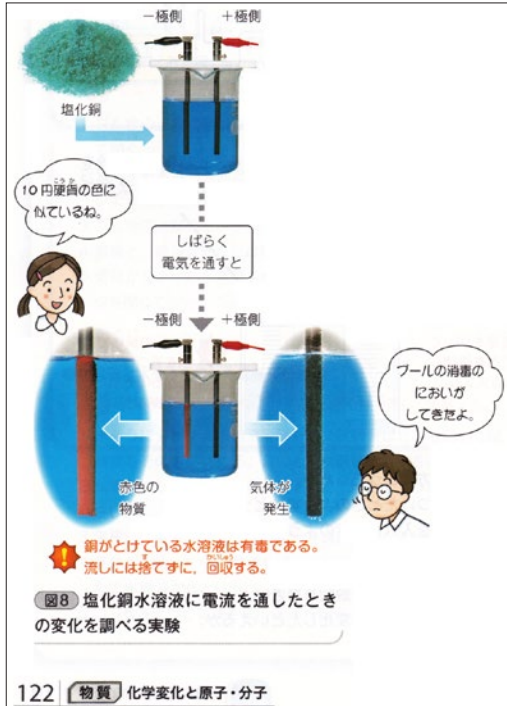 −極側 ＋極側
塩化銅
10円硬貨の色に
似ているね。
しばらく
電気を通すと
−極側 ＋極側
プールの消毒の
においが
してきたよ。
赤色の
物質
気体が
発生
銅がとけている水溶液は有毒である。
流しには捨てずに，回収する。
図8 塩化銅水溶液に電流を通したとき
の変化を調べる実験
122 物質 化学変化と原子・分子